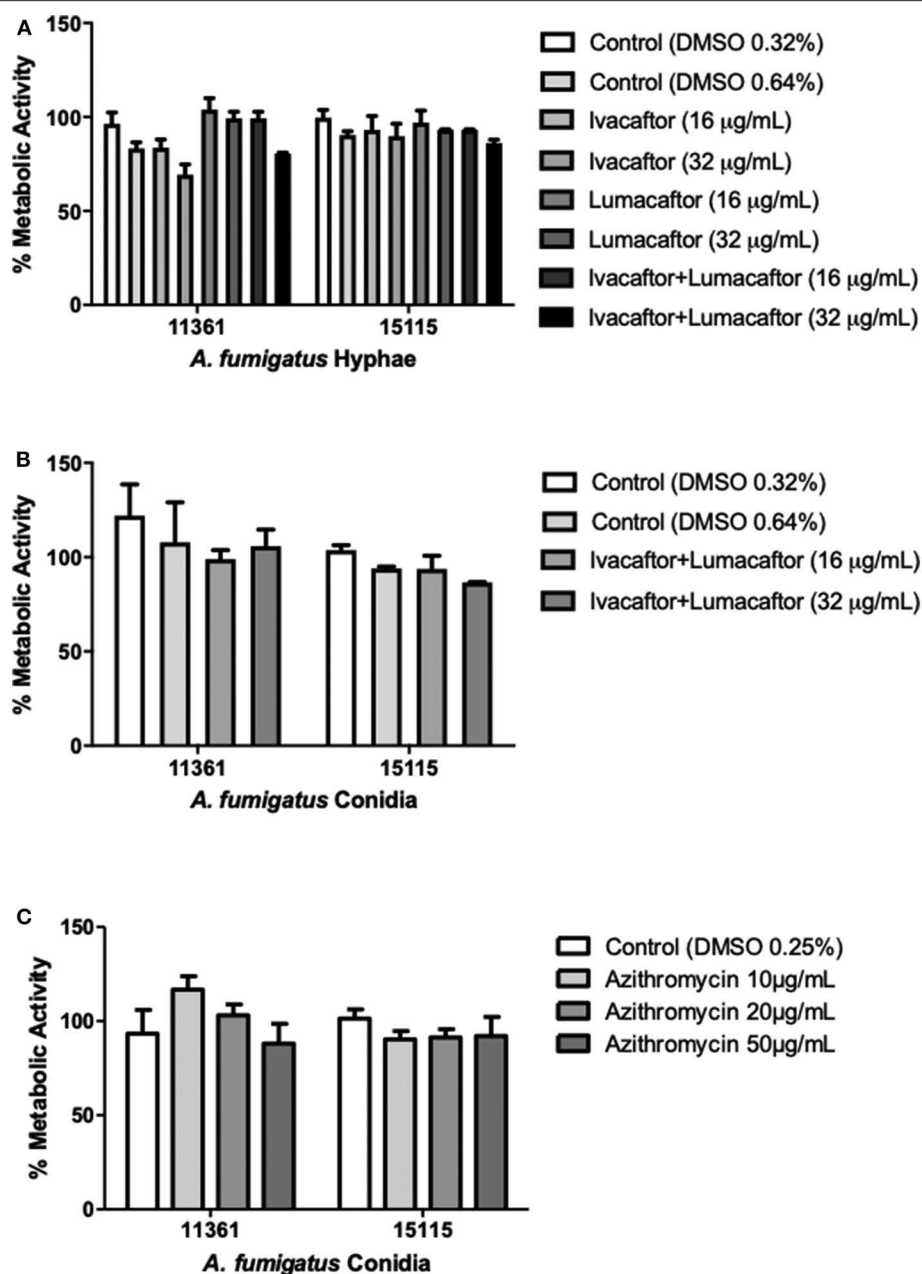 A
% Metabolic Activity
150
100
50
0
11361
15115
A. fumigatus Hyphae
Control (DMSO 0.32%)
Control (DMSO 0.64%)
Ivacaftor (16 µg/mL)
Ivacaftor (32 µg/mL)
Lumacaftor (16 µg/mL)
Lumacaftor (32 µg/mL)
Ivacaftor+Lumacaftor (16 µg/mL)
Ivacaftor+Lumacaftor (32 µg/mL)
B
% Metabolic Activity
150
100
50
0
11361
15115
A. fumigatus Conidia
Control (DMSO 0.32%)
Control (DMSO 0.64%)
Ivacaftor+Lumacaftor (16 µg/mL)
Ivacaftor+Lumacaftor (32 µg/mL)
C
% Metabolic Activity
150
100
50
0
11361
15115
A. fumigatus Conidia
Control (DMSO 0.25%)
Azithromycin 10µg/mL
Azithromycin 20µg/mL
Azithromycin 50µg/mL